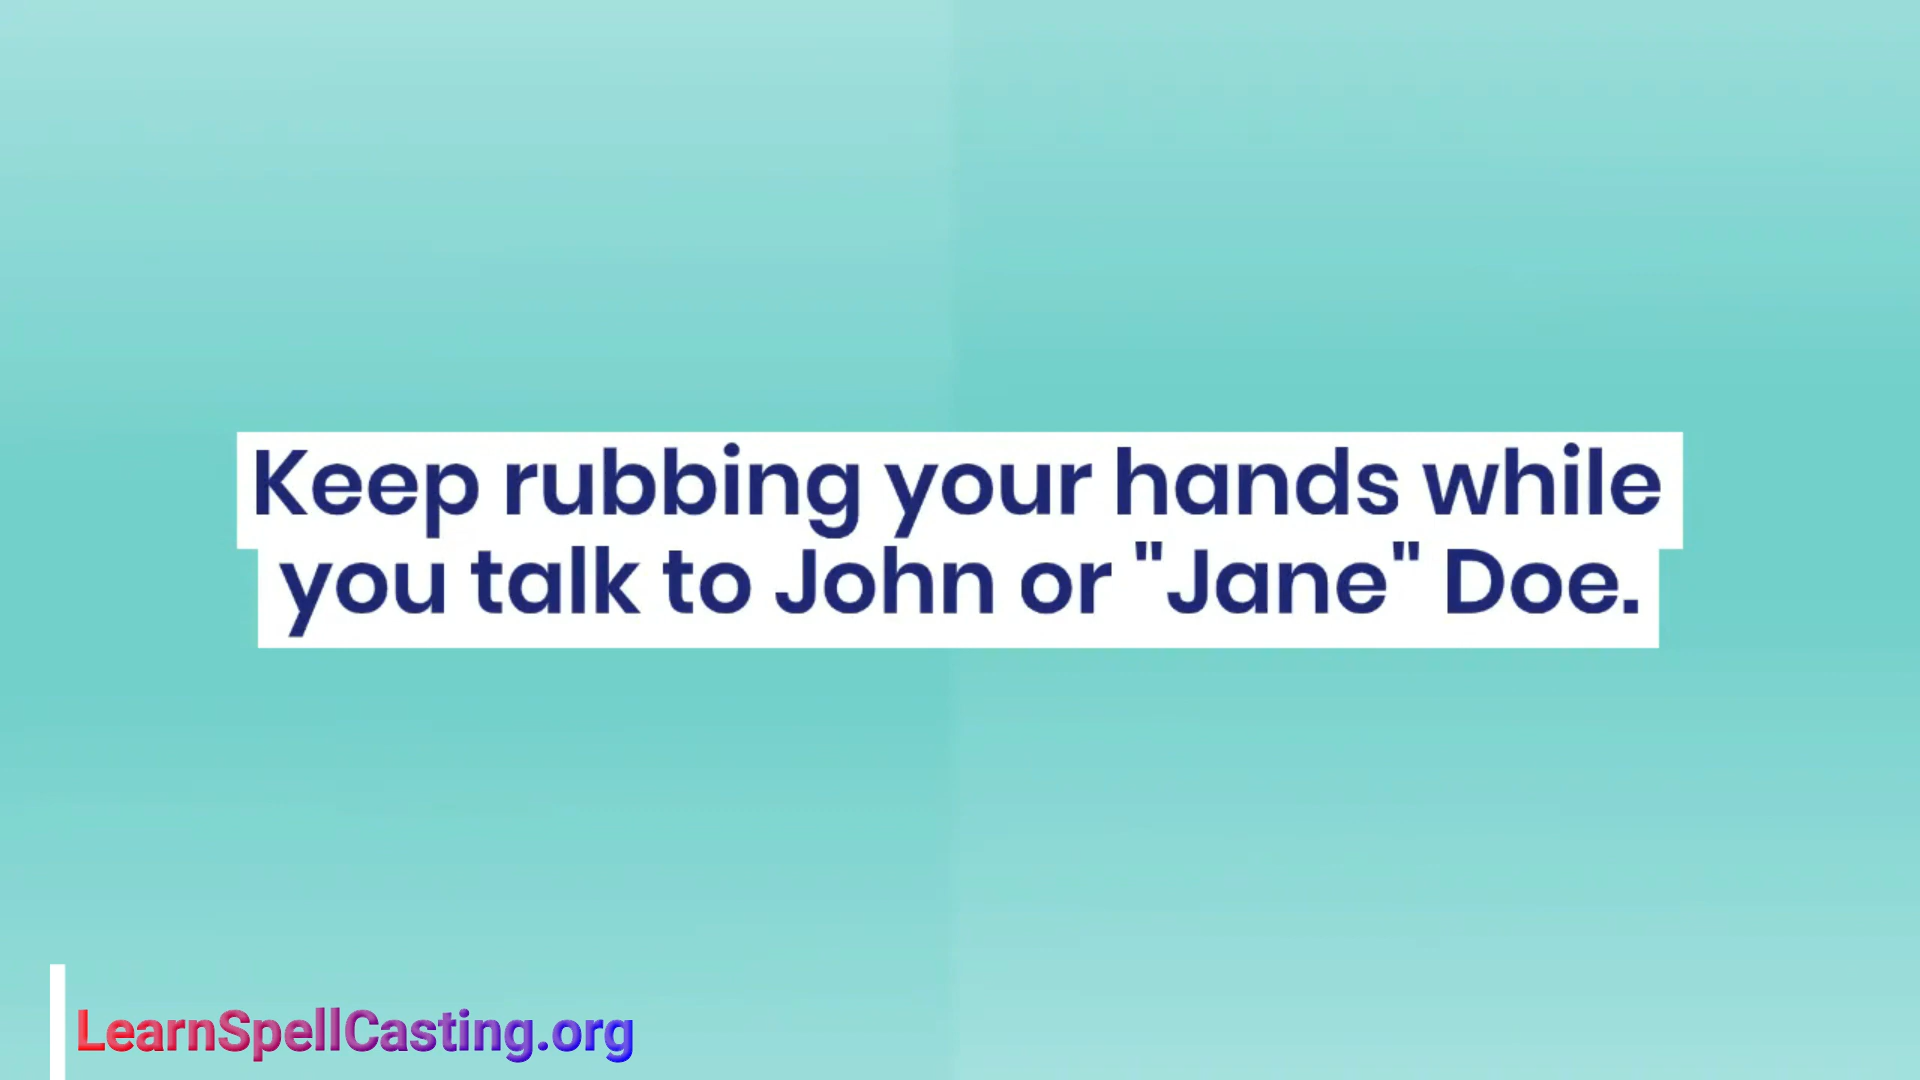 Keep rubbing your hands while
you talk to John or "Jane" Doe.
LearnSpellCasting.org